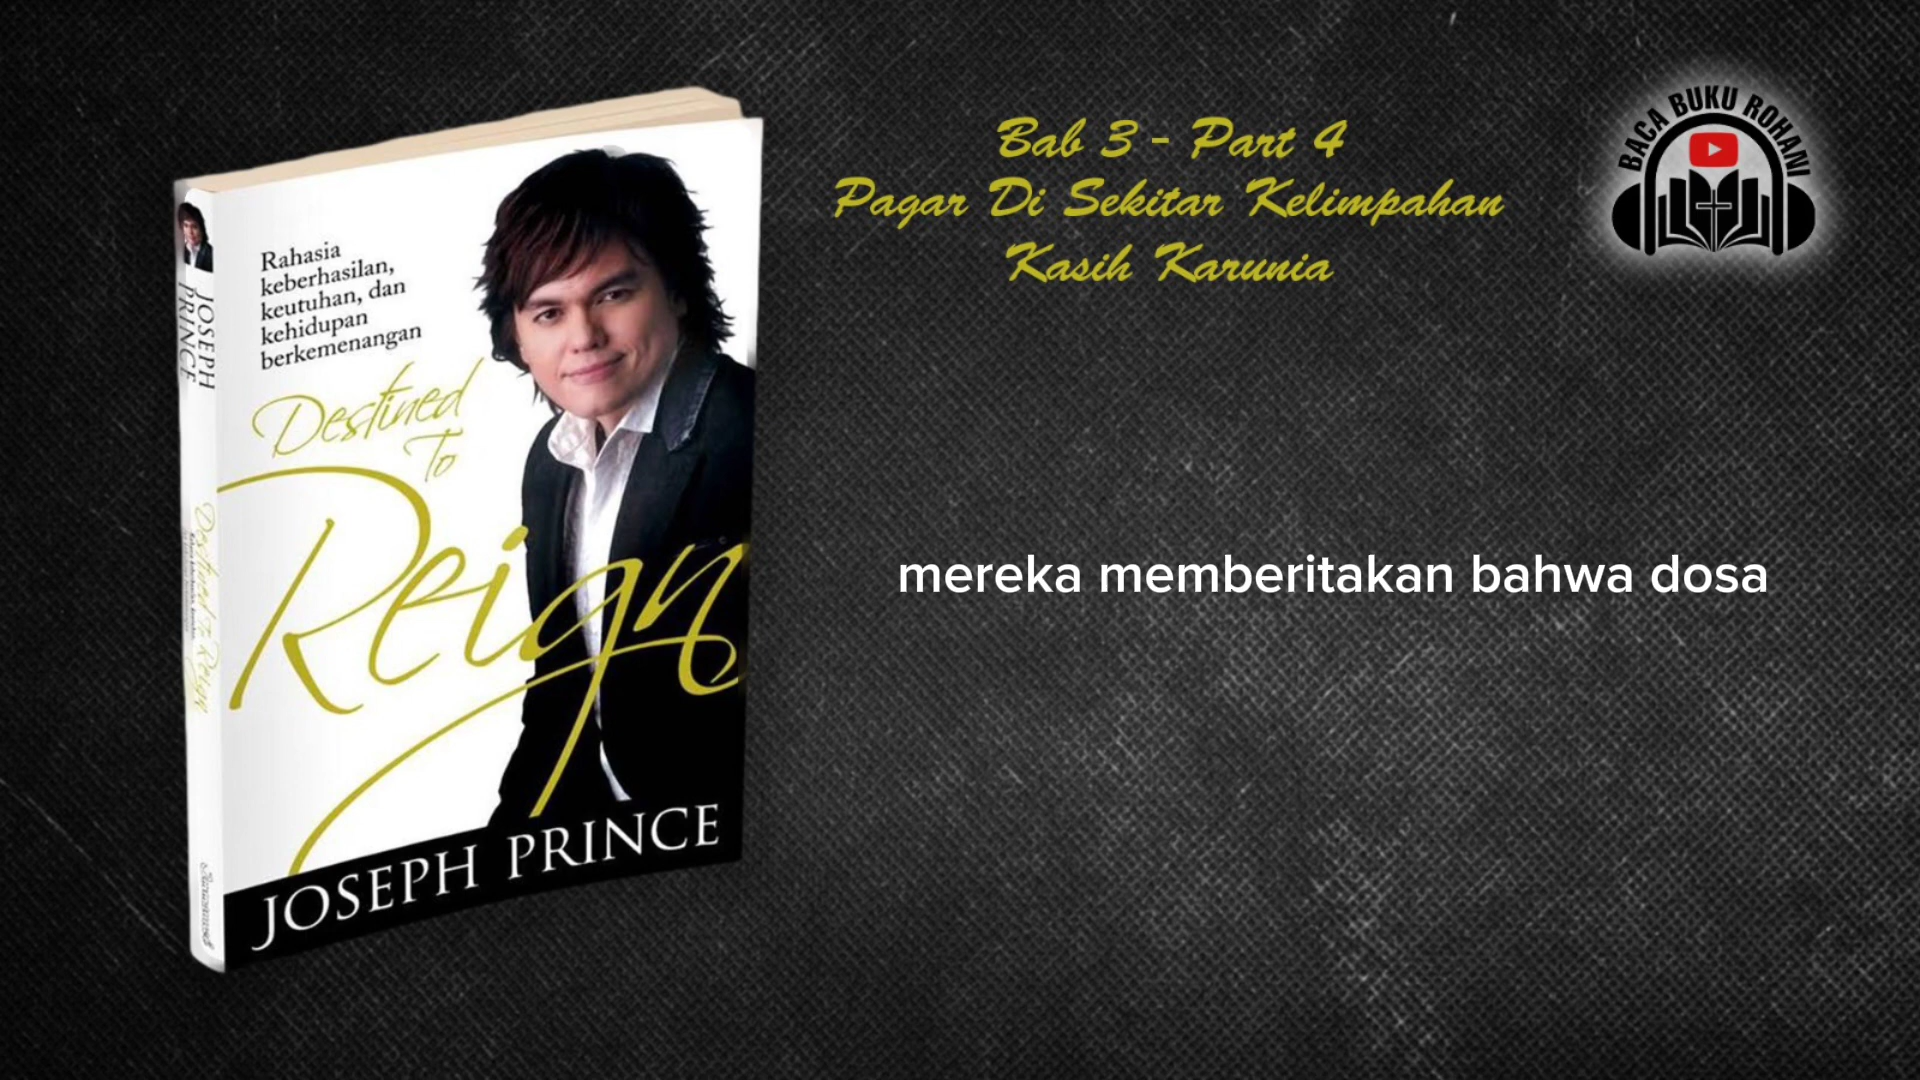 Rahasia
keberhasilan,
keutuhan, dan
kehidupan
berkemenangan
Destined
To
Reign
JOSEPH PRINCE
JOSEPH
PRINCE
Destined To Reign
Bab 3 - Part 4
Pagar Di Sekitar Kelimpahan
Kasih Karunia
BACA BUKU ROHANI
mereka memberitakan bahwa dosa